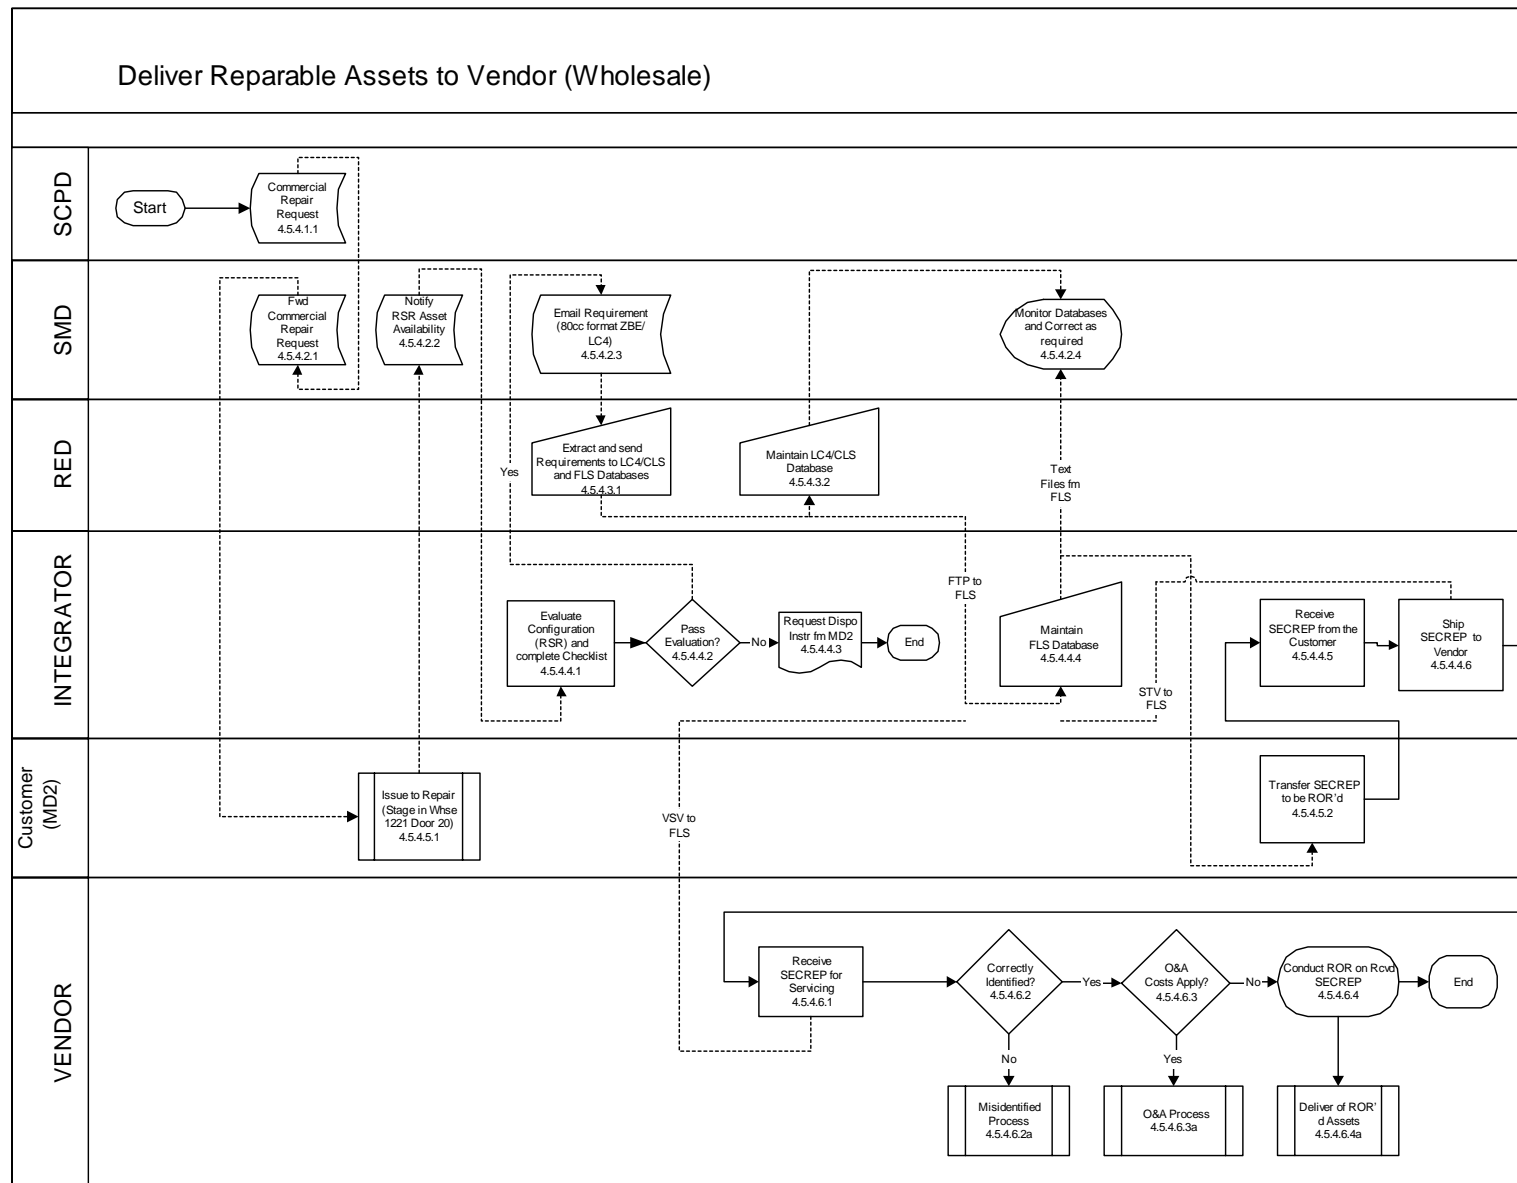 Deliver Reparable Assets to Vendor (Wholesale)
SCPD
Start
Commercial
Repair
Request
4.5.4.1.1
SMD
Fwd
Commercial
Repair
Request
4.5.4.2.1
Notify
RSR Asset
Availability
4.5.4.2.2
Email Requirement
(80cc format ZBE/
LC4)
4.5.4.2.3
Monitor Databases
and Correct as
required
4.5.4.2.4
RED
Yes
Extract and send
Requirements to LC4/CLS
and FLS Databases
4.5.4.3.1
Maintain LC4/CLS
Database
4.5.4.3.2
Text
Files fm
FLS
INTEGRATOR
Evaluate
Configuration
(RSR) and
complete Checklist
4.5.4.4.1
Pass
Evaluation?
4.5.4.4.2
No
Request Dispo
Instr fm MD2
4.5.4.4.3
End
FTP to
FLS
Maintain
FLS Database
4.5.4.4.4
STV to
FLS
Receive
SECREP from the
Customer
4.5.4.4.5
Ship
SECREP to
Vendor
4.5.4.4.6
Customer
(MD2)
Issue to Repair
(Stage in Whse
1221 Door 20)
4.5.4.5.1
VSV to
FLS
Transfer SECREP
to be ROR'd
4.5.4.5.2
VENDOR
Receive
SECREP for
Servicing
4.5.4.6.1
Correctly
Identified?
4.5.4.6.2
Yes
O&A
Costs Apply?
4.5.4.6.3
No
Conduct ROR on Rcvd
SECREP
4.5.4.6.4
End
No
Yes
Misidentified
Process
4.5.4.6.2a
O&A Process
4.5.4.6.3a
Deliver of ROR'
d Assets
4.5.4.6.4a